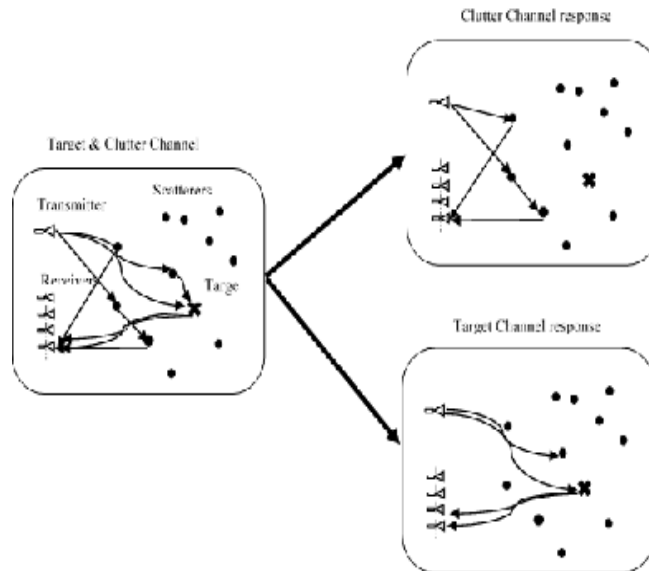 Clutter Channel response
Target & Clutter Channel
Scatterers
Transmitter
Receiver
Targe
Target Channel response